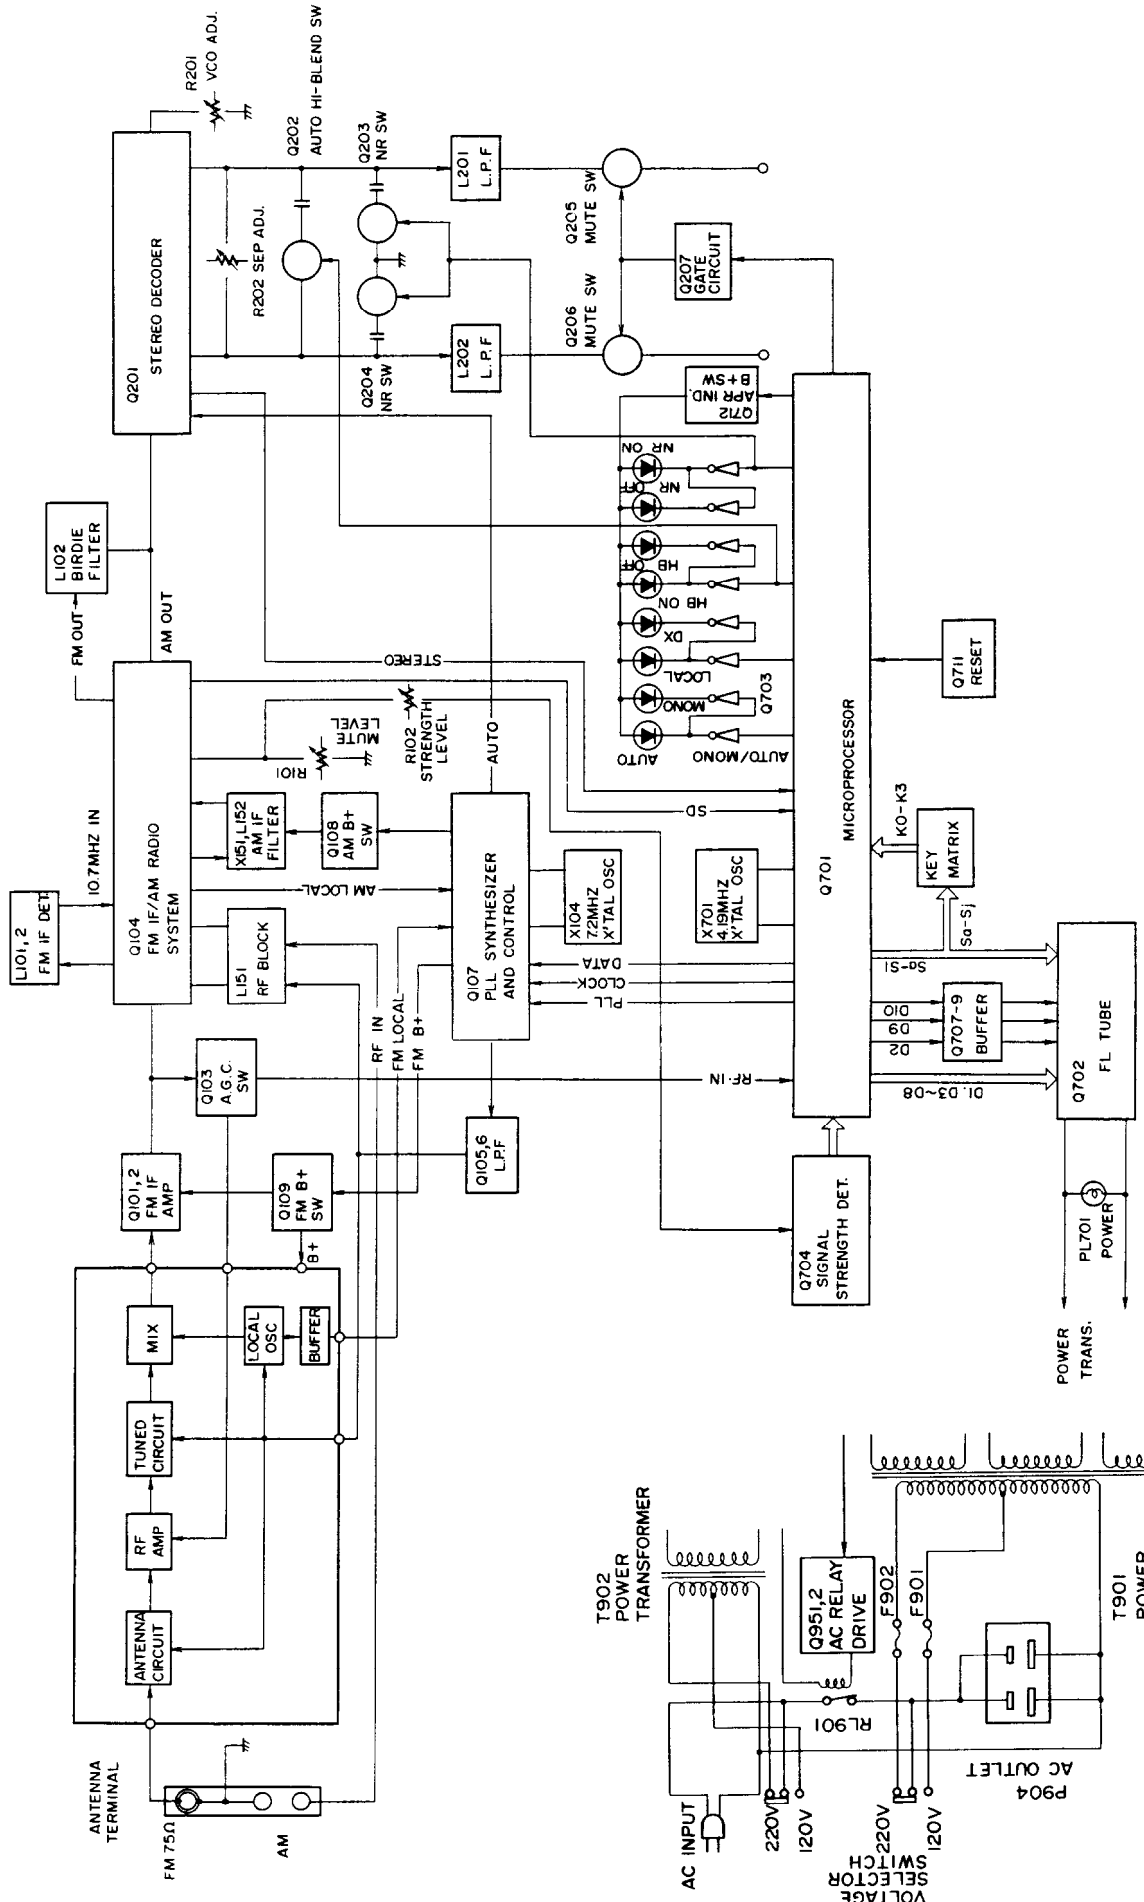 ANTENNA
TERMINAL
FM 75Ω
AM
ANTENNA
CIRCUIT
RF
AMP
TUNED
CIRCUIT
MIX
LOCAL
OSC
BUFFER
B+
Q101,2
FM IF
AMP
Q109
FM B+
SW
Q103
A.G.C.
SW
L101,2
FM IF DET.
10.7MHZ IN
Q104
FM IF/AM RADIO
SYSTEM
FM OUT
AM OUT
L102
BIRDIE
FILTER
Q201
STEREO DECODER
R201
VCO ADJ.
R202 SEP ADJ.
Q202
AUTO HI-BLEND SW
Q203
NR SW
Q204
NR SW
L201
L.P.F
L202
L.P.F
Q205
MUTE SW
Q206
MUTE SW
Q207
GATE
CIRCUIT
L151
RF BLOCK
AM LOCAL
X151,L152
AM IF
FILTER
Q108
AM B+
SW
R101
MUTE
LEVEL
R102
STRENGTH
LEVEL
STEREO
AUTO
SD
RF IN
FM LOCAL
FM B+
RF-IN
Q105,6
L.P.F
Q107
PLL SYNTHESIZER
AND CONTROL
X104
7.2MHZ
X'TAL OSC
PLL
CLOCK
DATA
X701
4.19MHZ
X'TAL OSC
AUTO
MONO
LOCAL
DX
HB ON
HB OFF
NR OFF
NR ON
Q712
APR IND.
B+SW
AUTO/MONO
Q703
Q701
MICROPROCESSOR
Q711
RESET
Q704
SIGNAL
STRENGTH DET.
K0-K3
KEY
MATRIX
Sa-Sj
Sa-S1
D10
D9
D2
Q707-9
BUFFER
D1. D3~D8
Q702
FL TUBE
PL701
POWER
POWER
TRANS.
T902
POWER
TRANSFORMER
AC INPUT
220V
120V
RL901
Q951,2
AC RELAY
DRIVE
F902
F901
220V
120V
VOLTAGE
SELECTOR
SWITCH
P904
AC OUTLET
T901
POWER